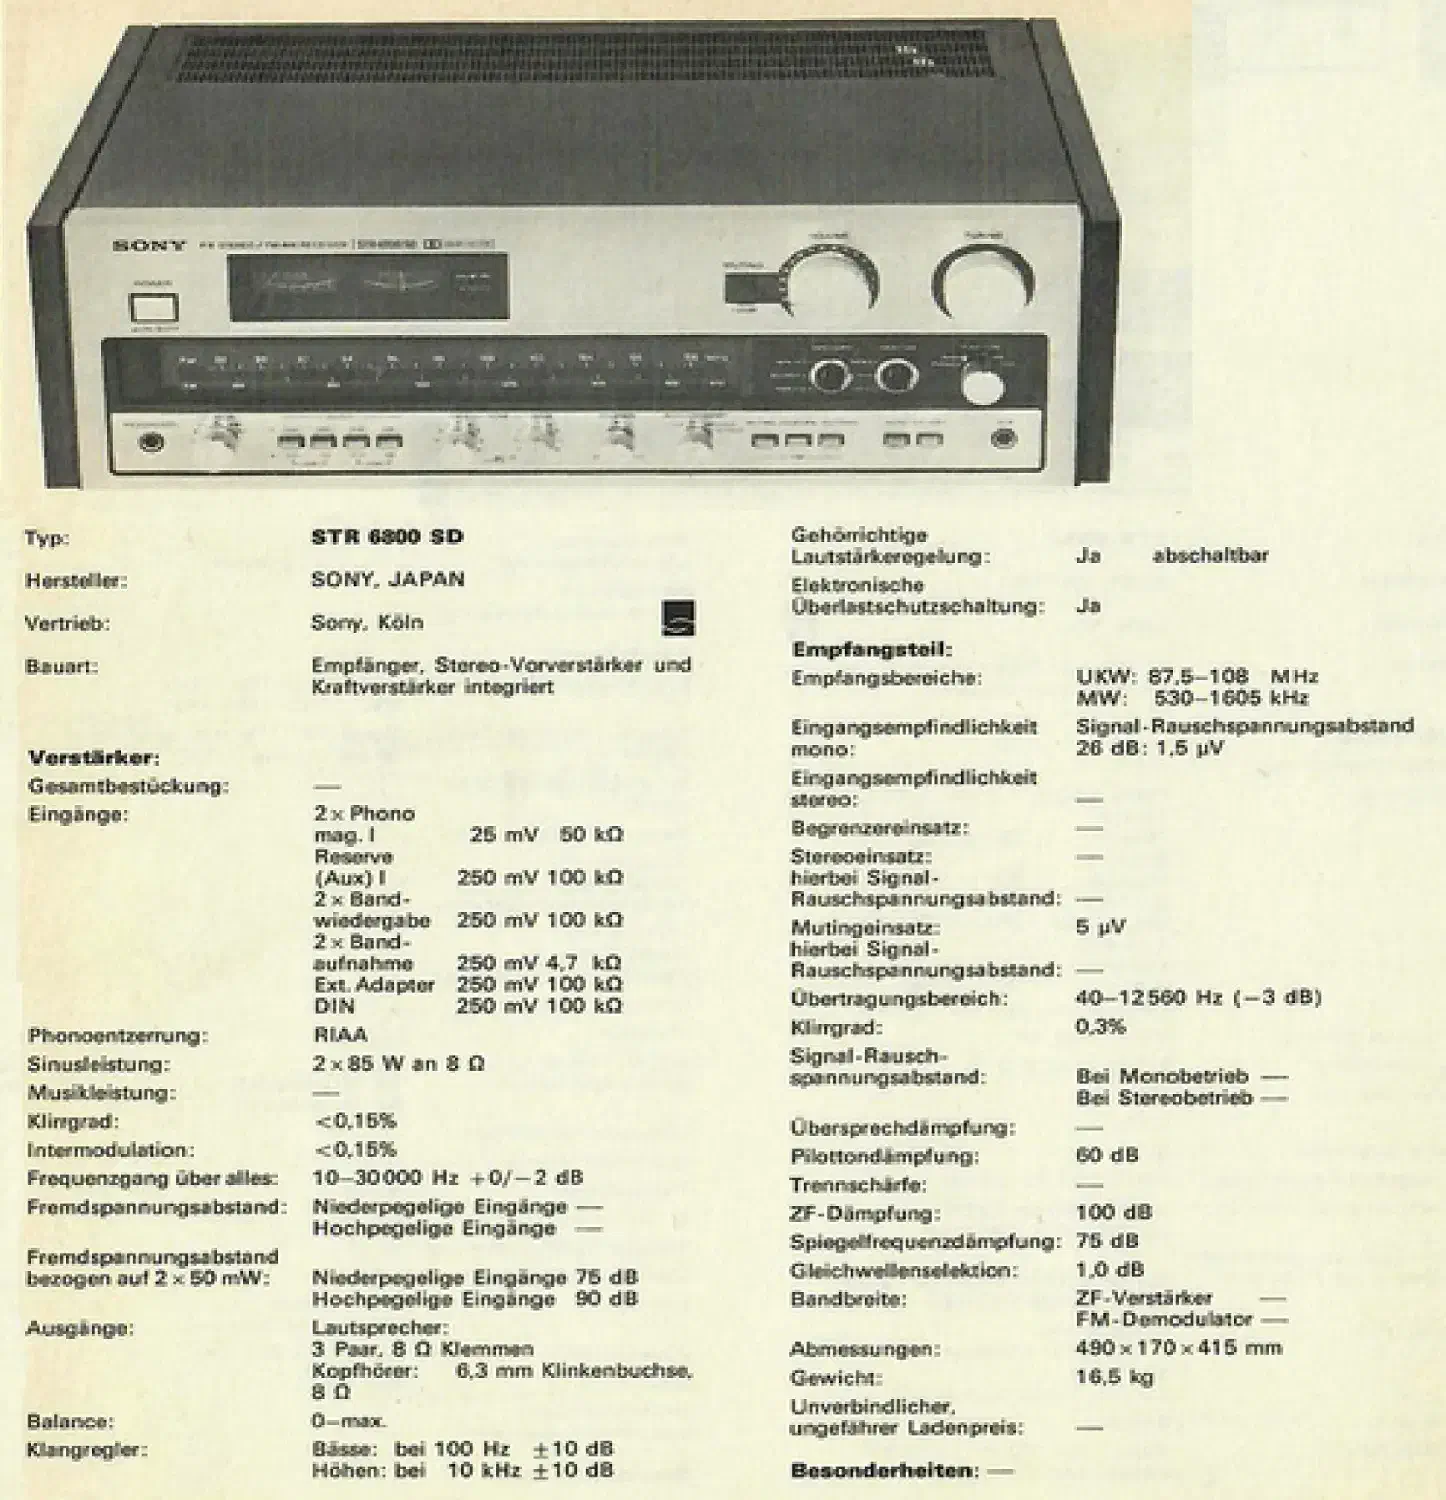 SONY
STR 6800 SD
POWER
MUTING
VOLUME
TUNING
Typ: STR 6800 SD
Hersteller: SONY, JAPAN
Vertrieb: Sony, Köln
Bauart: Empfänger, Stereo-Vorverstärker und
Kraftverstärker integriert
Verstärker:
Gesamtbestückung: —
Eingänge: 2 x Phono
mag. I 25 mV 50 kΩ
Reserve
(Aux) I 250 mV 100 kΩ
2 x Band-
wiedergabe 250 mV 100 kΩ
2 x Band-
aufnahme 250 mV 4,7 kΩ
Ext. Adapter 250 mV 100 kΩ
DIN 250 mV 100 kΩ
Phonoentzerrung: RIAA
Sinusleistung: 2 x 85 W an 8 Ω
Musikleistung: —
Klirrgrad: <0,15%
Intermodulation: <0,15%
Frequenzgang über alles: 10—30 000 Hz +0/—2 dB
Fremdspannungsabstand: Niederpegelige Eingänge —
Hochpegelige Eingänge —
Fremdspannungsabstand
bezogen auf 2 x 50 mW: Niederpegelige Eingänge 75 dB
Hochpegelige Eingänge 90 dB
Ausgänge: Lautsprecher:
3 Paar, 8 Ω Klemmen
Kopfhörer: 6,3 mm Klinkenbuchse,
8 Ω
Balance: 0—max.
Klangregler: Bässe: bei 100 Hz ±10 dB
Höhen: bei 10 kHz ±10 dB
Gehörrichtige
Lautstärkeregelung: Ja abschaltbar
Elektronische
Überlastschutzschaltung: Ja
Empfangsteil:
Empfangsbereiche: UKW: 87,5—108 MHz
MW: 530—1605 kHz
Eingangsempfindlichkeit Signal-Rauschspannungsabstand
mono: 26 dB: 1,5 µV
Eingangsempfindlichkeit
stereo: —
Begrenzereinsatz: —
Stereoeinsatz: —
hierbei Signal-
Rauschspannungsabstand: —
Mutingeinsatz: 5 µV
hierbei Signal-
Rauschspannungsabstand: —
Übertragungsbereich: 40—12 560 Hz (—3 dB)
Klirrgrad: 0,3%
Signal-Rausch-
spannungsabstand: Bei Monobetrieb —
Bei Stereobetrieb —
Übersprechdämpfung: —
Pilottondämpfung: 60 dB
Trennschärfe: —
ZF-Dämpfung: 100 dB
Spiegelfrequenzdämpfung: 75 dB
Gleichwellenselektion: 1,0 dB
Bandbreite: ZF-Verstärker —
FM-Demodulator —
Abmessungen: 490 x 170 x 415 mm
Gewicht: 16,5 kg
Unverbindlicher,
ungefährer Ladenpreis: —
Besonderheiten: —